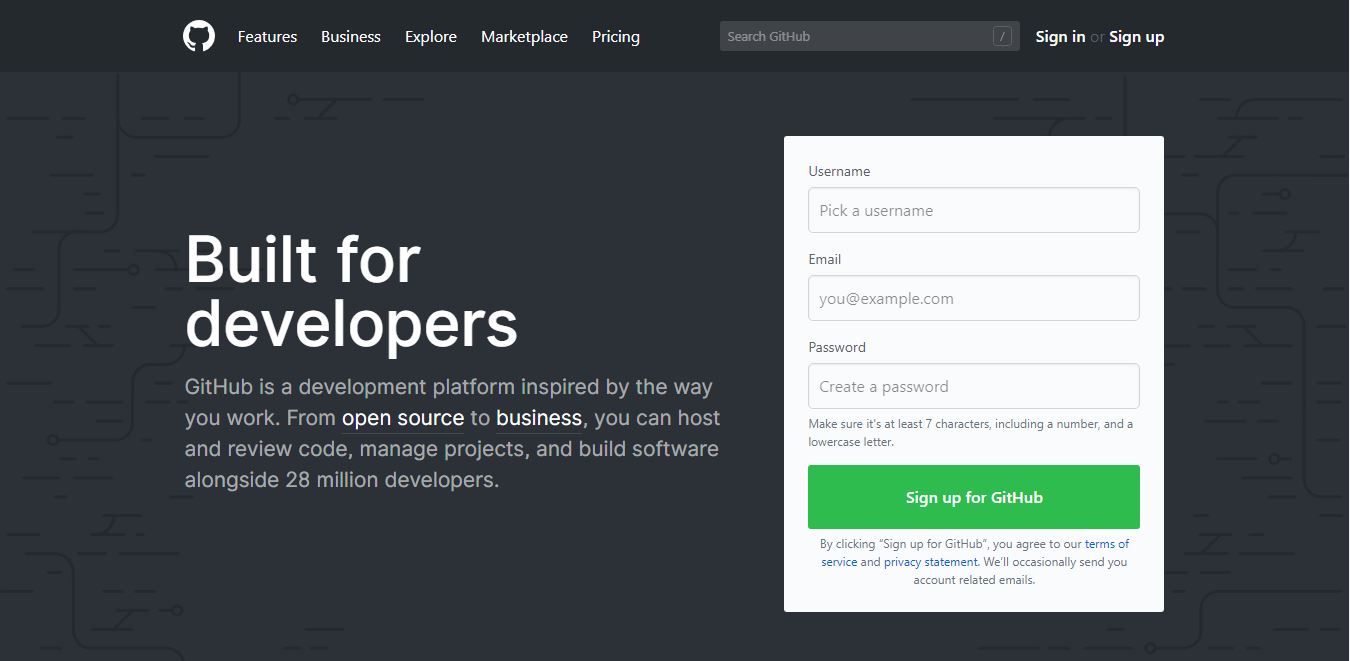 Features Business Explore Marketplace Pricing Search GitHub / Sign in or Sign up
Built for
developers
GitHub is a development platform inspired by the way
you work. From open source to business, you can host
and review code, manage projects, and build software
alongside 28 million developers.
Username
Pick a username
Email
you@example.com
Password
Create a password
Make sure it's at least 7 characters, including a number, and a
lowercase letter.
Sign up for GitHub
By clicking “Sign up for GitHub”, you agree to our terms of
service and privacy statement. We’ll occasionally send you
account related emails.